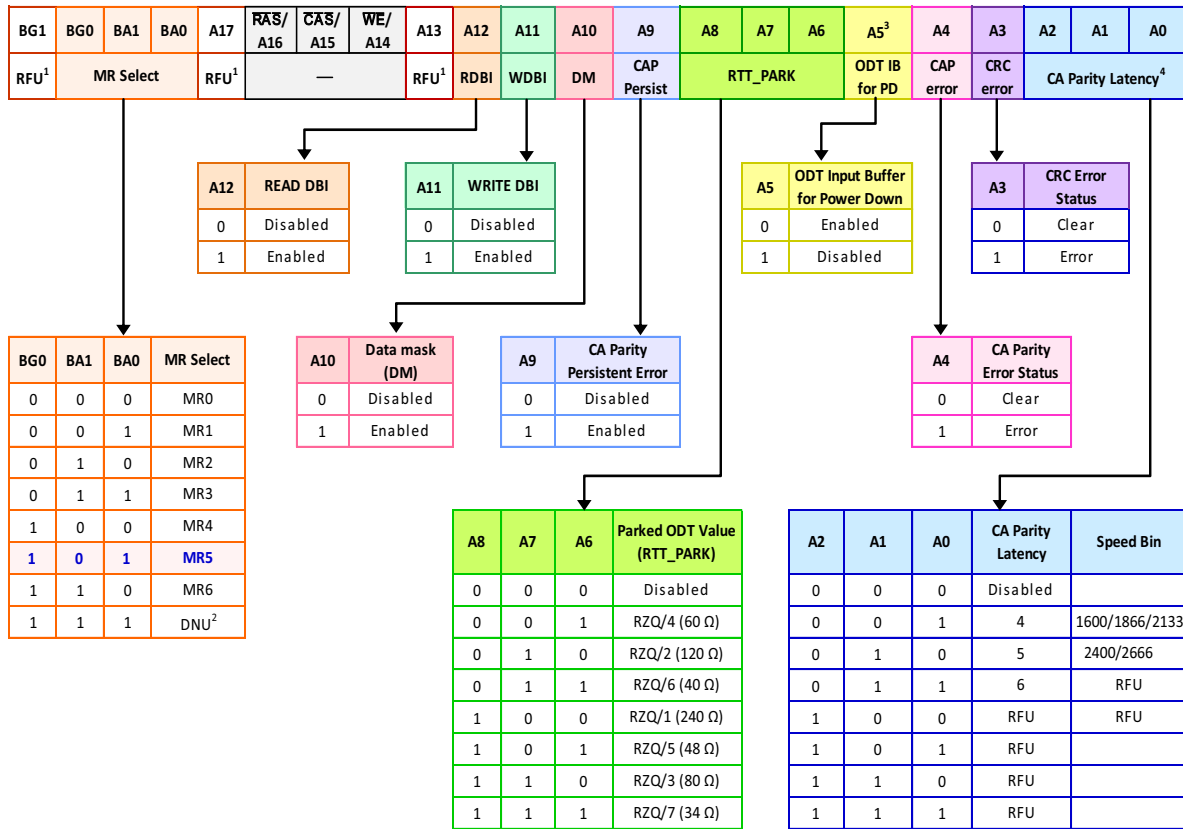 BG1 BG0 BA1 BA0 A17 RAS/ A16 CAS/ A15 WE/ A14 A13 A12 A11 A10 A9 A8 A7 A6 A5³ A4 A3 A2 A1 A0
RFU¹ MR Select RFU¹ — RFU¹ RDBI WDBI DM CAP Persist RTT_PARK ODT IB for PD CAP error CRC error CA Parity Latency⁴
A12 READ DBI
0 Disabled
1 Enabled
A11 WRITE DBI
0 Disabled
1 Enabled
A5 ODT Input Buffer for Power Down
0 Enabled
1 Disabled
A3 CRC Error Status
0 Clear
1 Error
BG0 BA1 BA0 MR Select
0 0 0 MR0
0 0 1 MR1
0 1 0 MR2
0 1 1 MR3
1 0 0 MR4
1 0 1 MR5
1 1 0 MR6
1 1 1 DNU²
A10 Data mask (DM)
0 Disabled
1 Enabled
A9 CA Parity Persistent Error
0 Disabled
1 Enabled
A4 CA Parity Error Status
0 Clear
1 Error
A8 A7 A6 Parked ODT Value (RTT_PARK)
0 0 0 Disabled
0 0 1 RZQ/4 (60 Ω)
0 1 0 RZQ/2 (120 Ω)
0 1 1 RZQ/6 (40 Ω)
1 0 0 RZQ/1 (240 Ω)
1 0 1 RZQ/5 (48 Ω)
1 1 0 RZQ/3 (80 Ω)
1 1 1 RZQ/7 (34 Ω)
A2 A1 A0 CA Parity Latency Speed Bin
0 0 0 Disabled
0 0 1 4 1600/1866/2133
0 1 0 5 2400/2666
0 1 1 6 RFU
1 0 0 RFU RFU
1 0 1 RFU
1 1 0 RFU
1 1 1 RFU